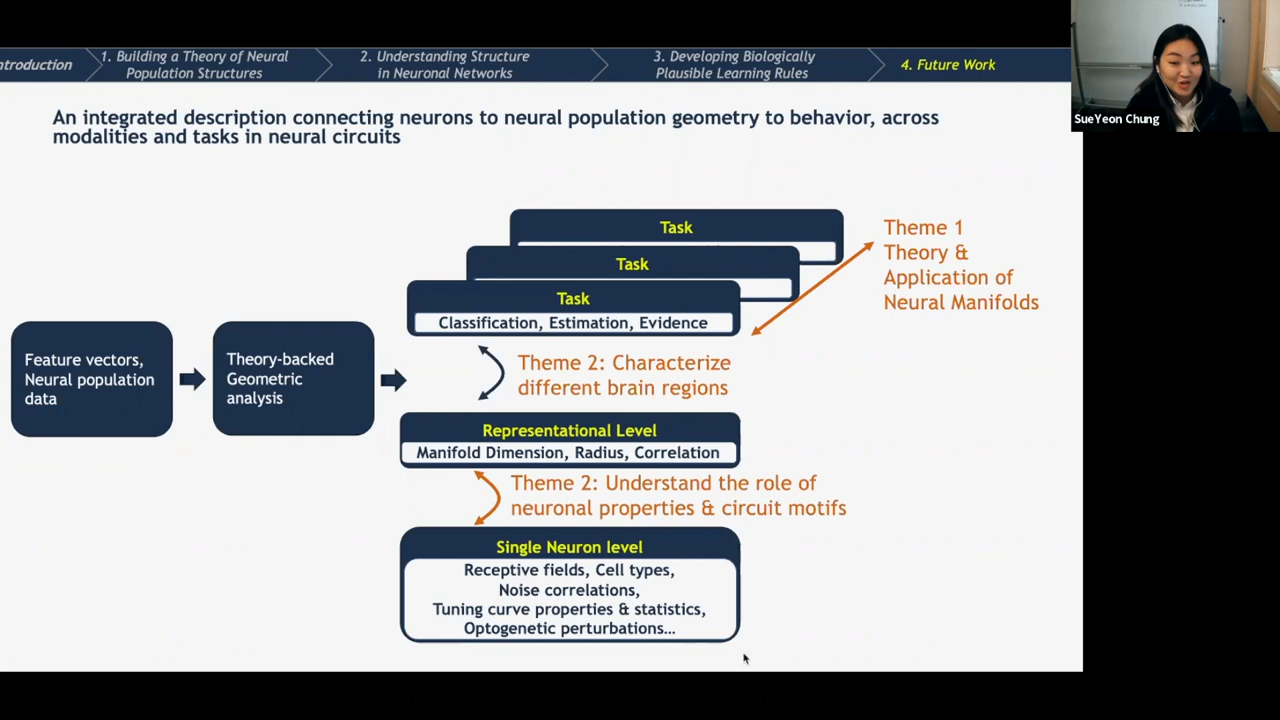 ntroduction
1. Building a Theory of Neural
Population Structures
2. Understanding Structure
in Neuronal Networks
3. Developing Biologically
Plausible Learning Rules
4. Future Work
SueYeon Chung
An integrated description connecting neurons to neural population geometry to behavior, across
modalities and tasks in neural circuits
Task
Task
Task
Classification, Estimation, Evidence
Theme 1
Theory &
Application of
Neural Manifolds
Feature vectors,
Neural population
data
Theory-backed
Geometric
analysis
Theme 2: Characterize
different brain regions
Representational Level
Manifold Dimension, Radius, Correlation
Theme 2: Understand the role of
neuronal properties & circuit motifs
Single Neuron level
Receptive fields, Cell types,
Noise correlations,
Tuning curve properties & statistics,
Optogenetic perturbations…